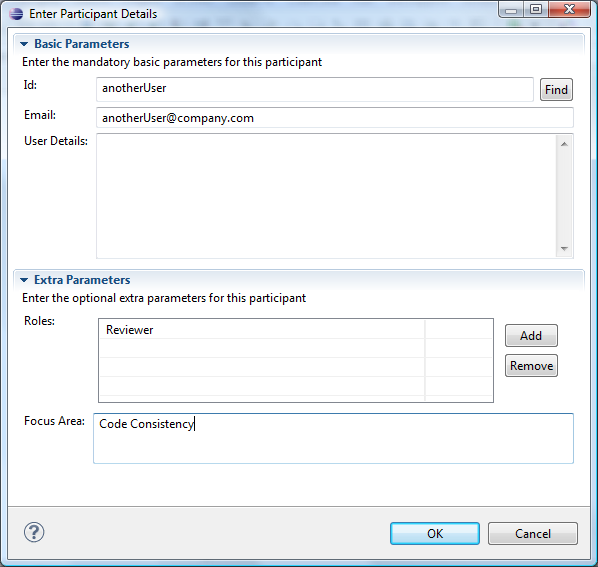 Enter Participant Details
Basic Parameters
Enter the mandatory basic parameters for this participant
Id: anotherUser Find
Email: anotherUser@company.com
User Details:
Extra Parameters
Enter the optional extra parameters for this participant
Roles: Reviewer
Add
Remove
Focus Area: Code Consistency
? OK Cancel